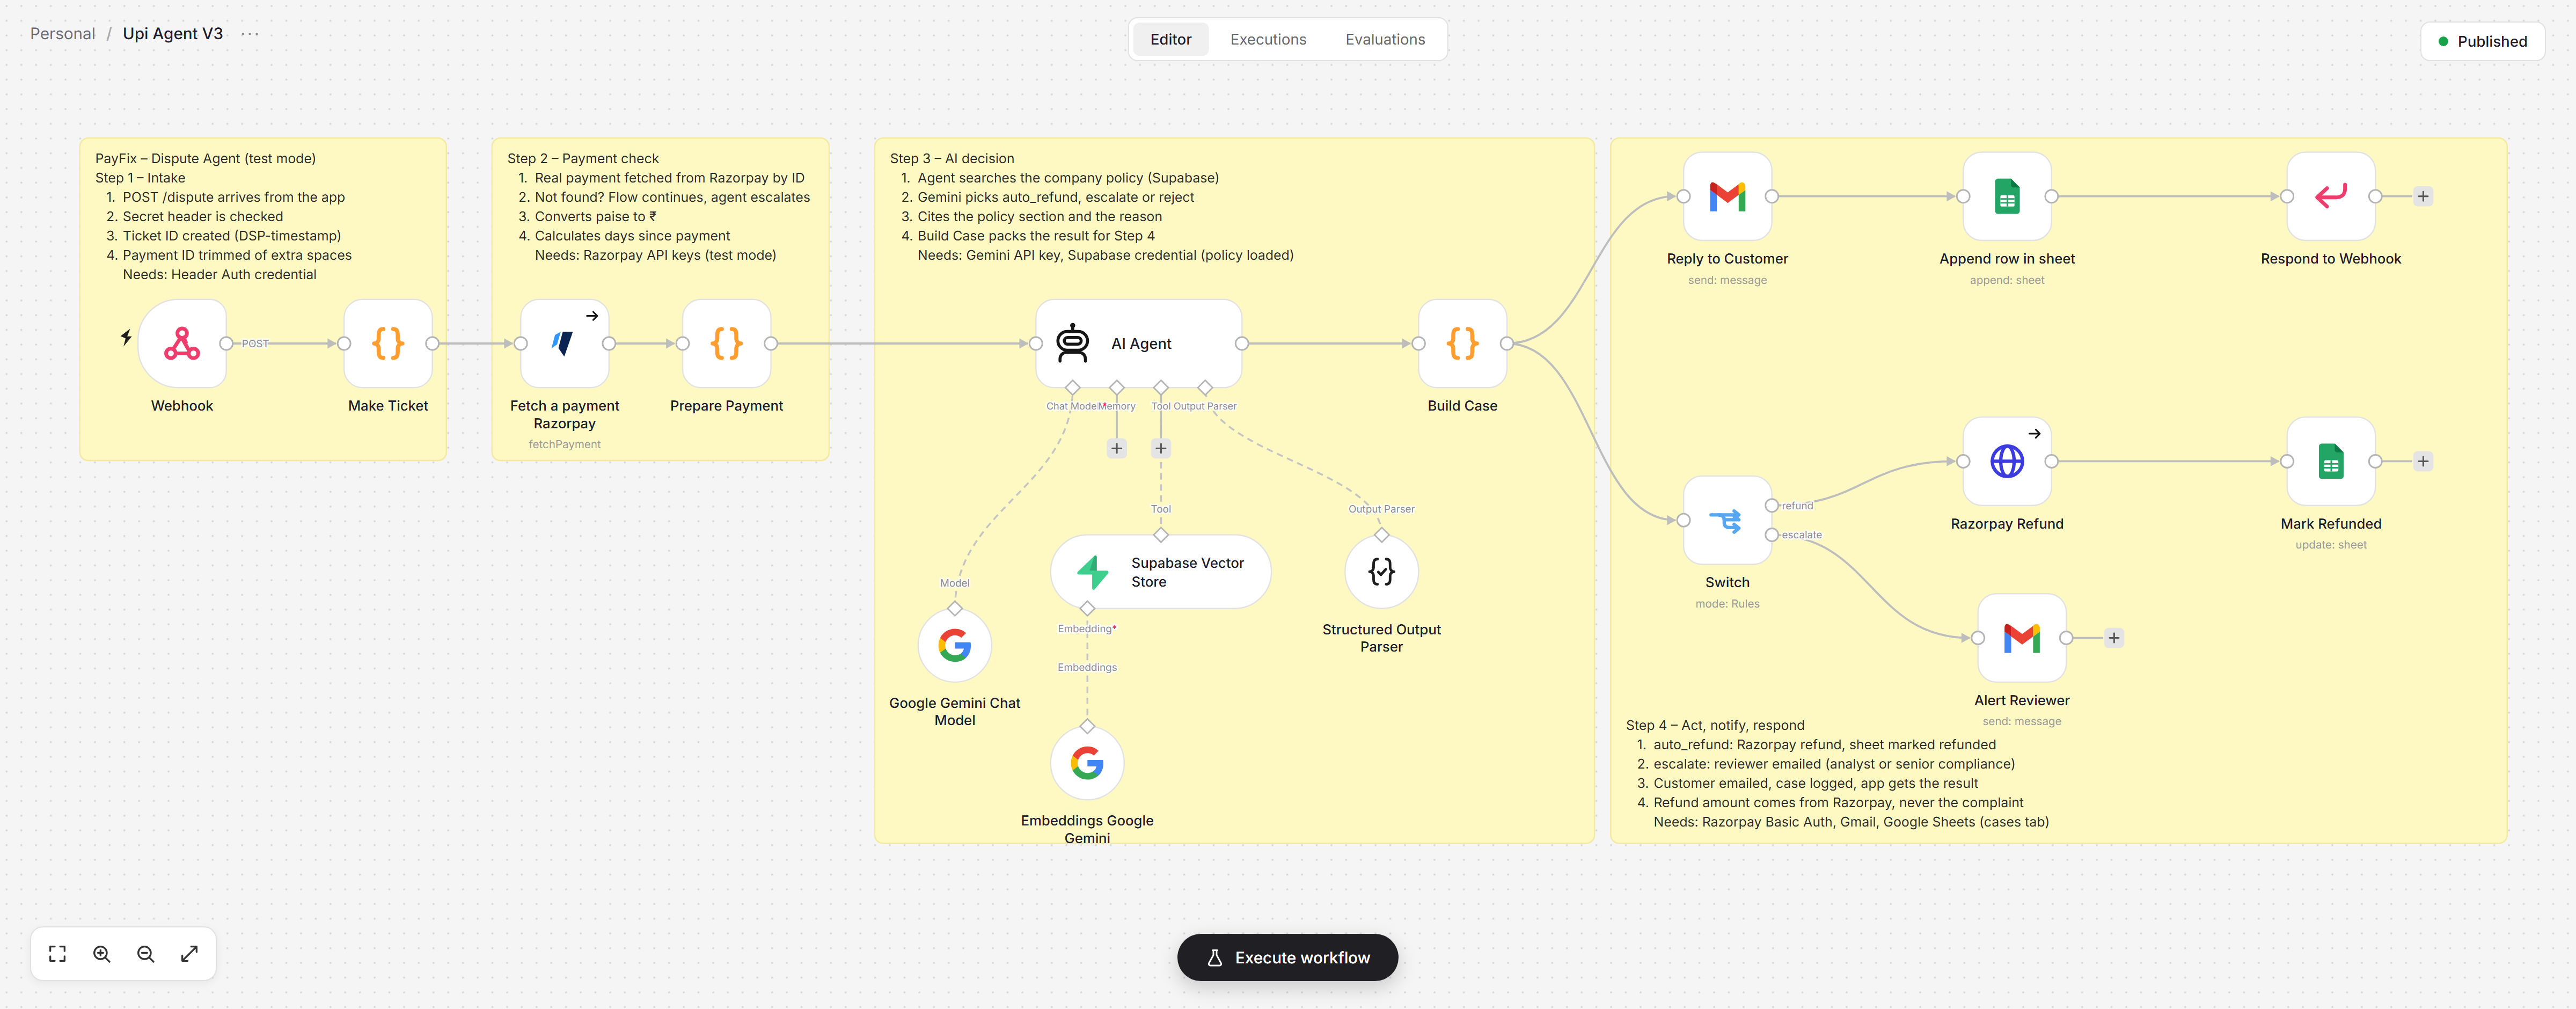 Personal / Upi Agent V3 ···
Editor
Executions
Evaluations
Published
PayFix – Dispute Agent (test mode)
Step 1 – Intake
1. POST /dispute arrives from the app
2. Secret header is checked
3. Ticket ID created (DSP-timestamp)
4. Payment ID trimmed of extra spaces
Needs: Header Auth credential
POST
Webhook
Make Ticket
Step 2 – Payment check
1. Real payment fetched from Razorpay by ID
2. Not found? Flow continues, agent escalates
3. Converts paise to ₹
4. Calculates days since payment
Needs: Razorpay API keys (test mode)
Fetch a payment
Razorpay
fetchPayment
Prepare Payment
Step 3 – AI decision
1. Agent searches the company policy (Supabase)
2. Gemini picks auto_refund, escalate or reject
3. Cites the policy section and the reason
4. Build Case packs the result for Step 4
Needs: Gemini API key, Supabase credential (policy loaded)
AI Agent
Chat Model*
Memory
Tool
Output Parser
Build Case
Tool
Output Parser
Supabase Vector
Store
Model
Embedding*
Structured Output
Parser
Embeddings
Google Gemini Chat
Model
Embeddings Google
Gemini
Reply to Customer
send: message
Append row in sheet
append: sheet
Respond to Webhook
refund
escalate
Switch
mode: Rules
Razorpay Refund
Mark Refunded
update: sheet
Alert Reviewer
send: message
Step 4 – Act, notify, respond
1. auto_refund: Razorpay refund, sheet marked refunded
2. escalate: reviewer emailed (analyst or senior compliance)
3. Customer emailed, case logged, app gets the result
4. Refund amount comes from Razorpay, never the complaint
Needs: Razorpay Basic Auth, Gmail, Google Sheets (cases tab)
Execute workflow